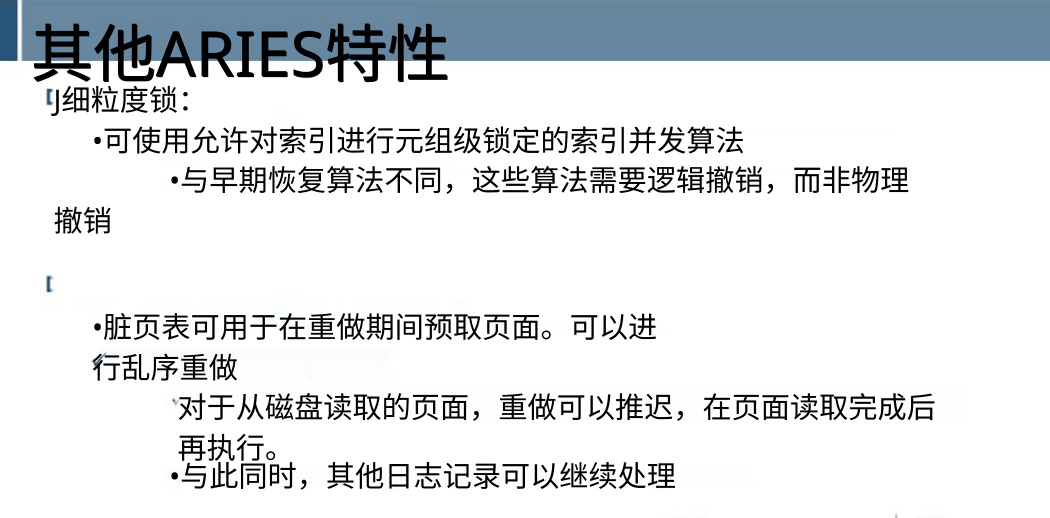 其他ARIES特性
J细粒度锁：
•可使用允许对索引进行元组级锁定的索引并发算法
•与早期恢复算法不同，这些算法需要逻辑撤销，而非物理
撤销
•脏页表可用于在重做期间预取页面。可以进
行乱序重做
对于从磁盘读取的页面，重做可以推迟，在页面读取完成后
再执行。
•与此同时，其他日志记录可以继续处理